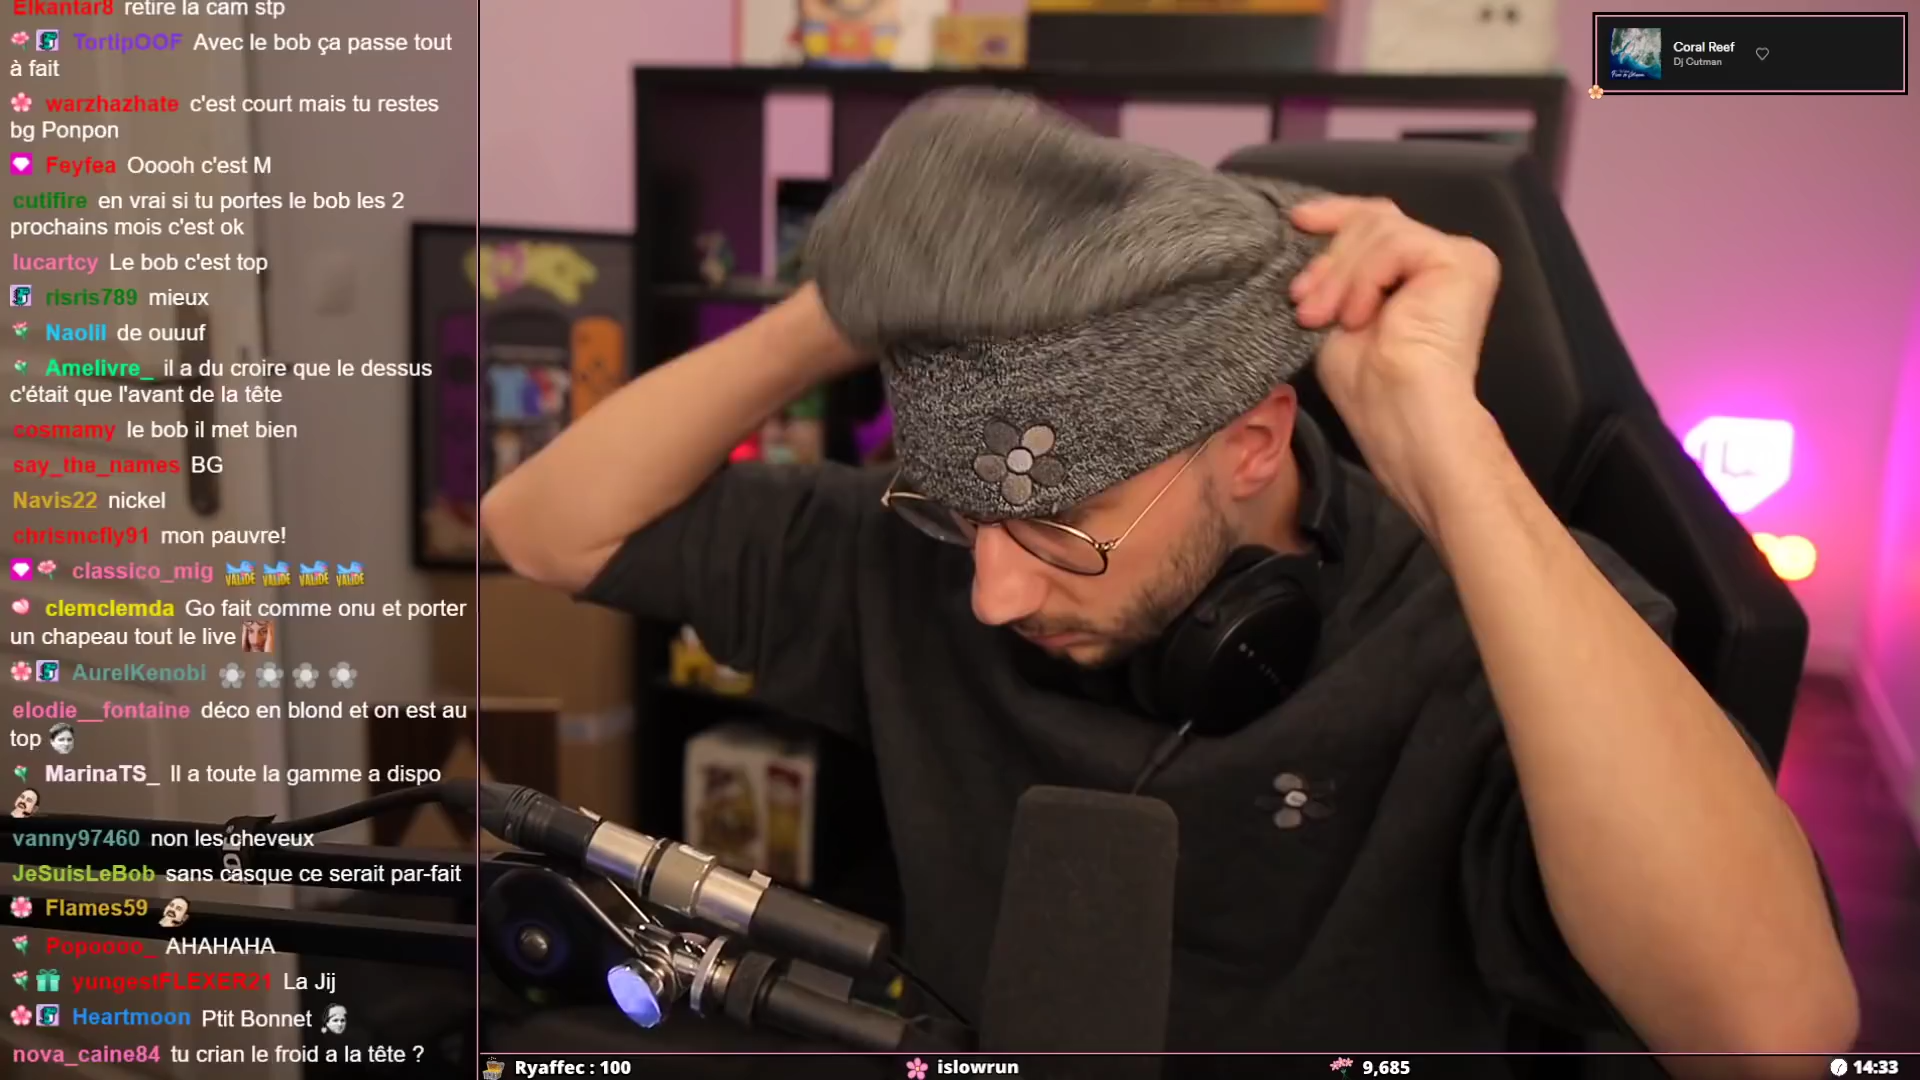 Elkantar8 retire la cam stp
TortipOOF Avec le bob ça passe tout
à fait
warzhazhate c'est court mais tu restes
bg Ponpon
Feyfea Ooooh c'est M
cutifire en vrai si tu portes le bob les 2
prochains mois c'est ok
lucartcy Le bob c'est top
risris789 mieux
Naolil de ouuuf
Amelivre_ il a du croire que le dessus
c'était que l'avant de la tête
cosmamy le bob il met bien
say_the_names BG
Navis22 nickel
chrismcfly91 mon pauvre!
classico_mig VALIDE VALIDE VALIDE VALIDE
clemclemda Go fait comme onu et porter
un chapeau tout le live
AurelKenobi
elodie__fontaine déco en blond et on est au
top
MarinaTS_ Il a toute la gamme a dispo
vanny97460 non les cheveux
JeSuisLeBob sans casque ce serait par-fait
Flames59
Popoooo_ AHAHAHA
yungestFLEXER21 La Jij
Heartmoon Ptit Bonnet
nova_caine84 tu crian le froid a la tête ?
Coral Reef
Dj Cutman
Ryaffec : 100
islowrun
9,685
14:33